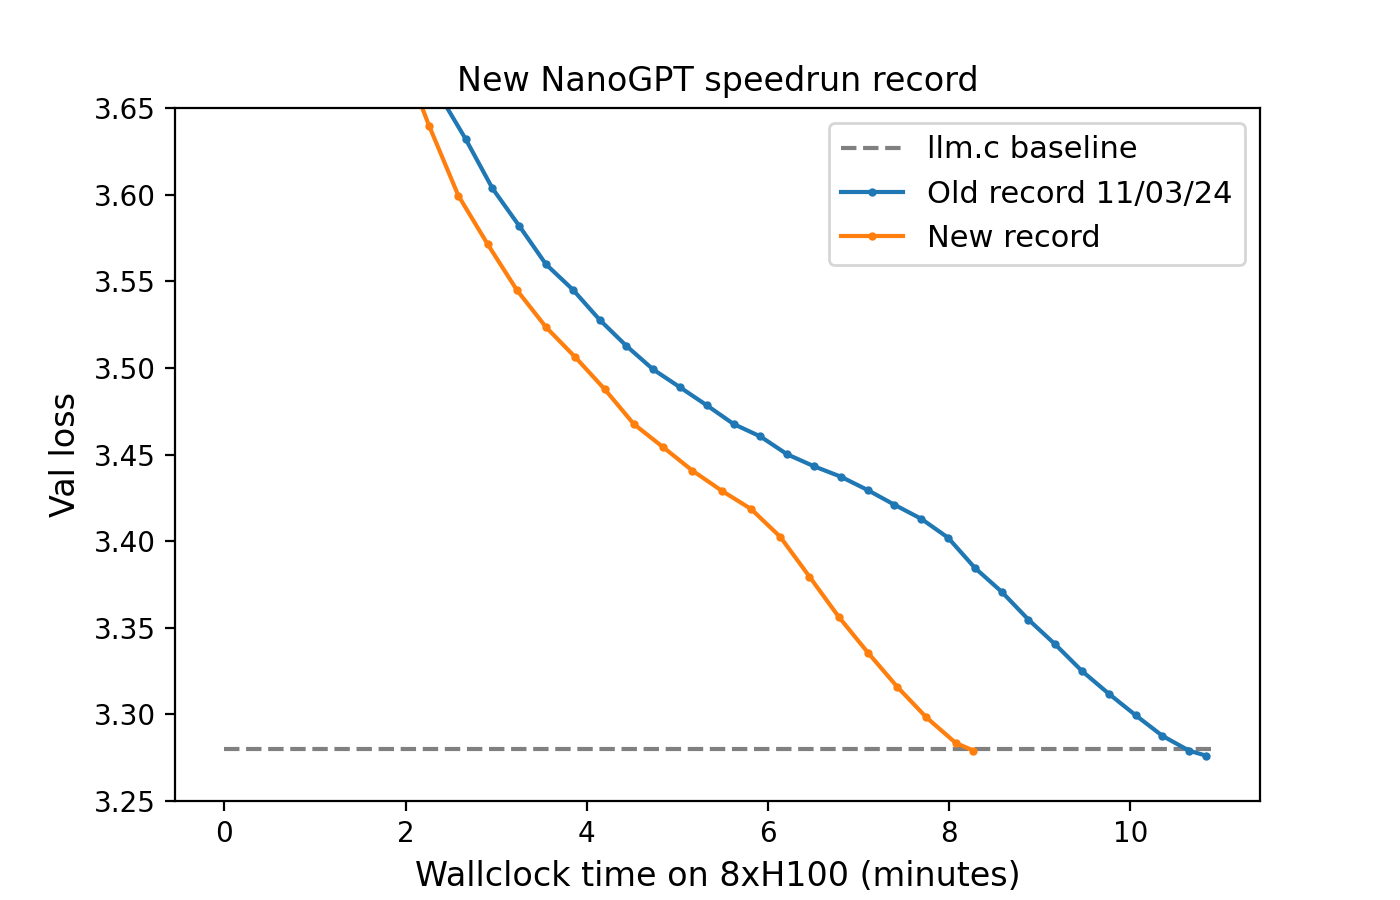 New NanoGPT speedrun record
3.65
3.60
3.55
3.50
3.45
3.40
3.35
3.30
3.25
Val loss
llm.c baseline
Old record 11/03/24
New record
0 2 4 6 8 10
Wallclock time on 8xH100 (minutes)